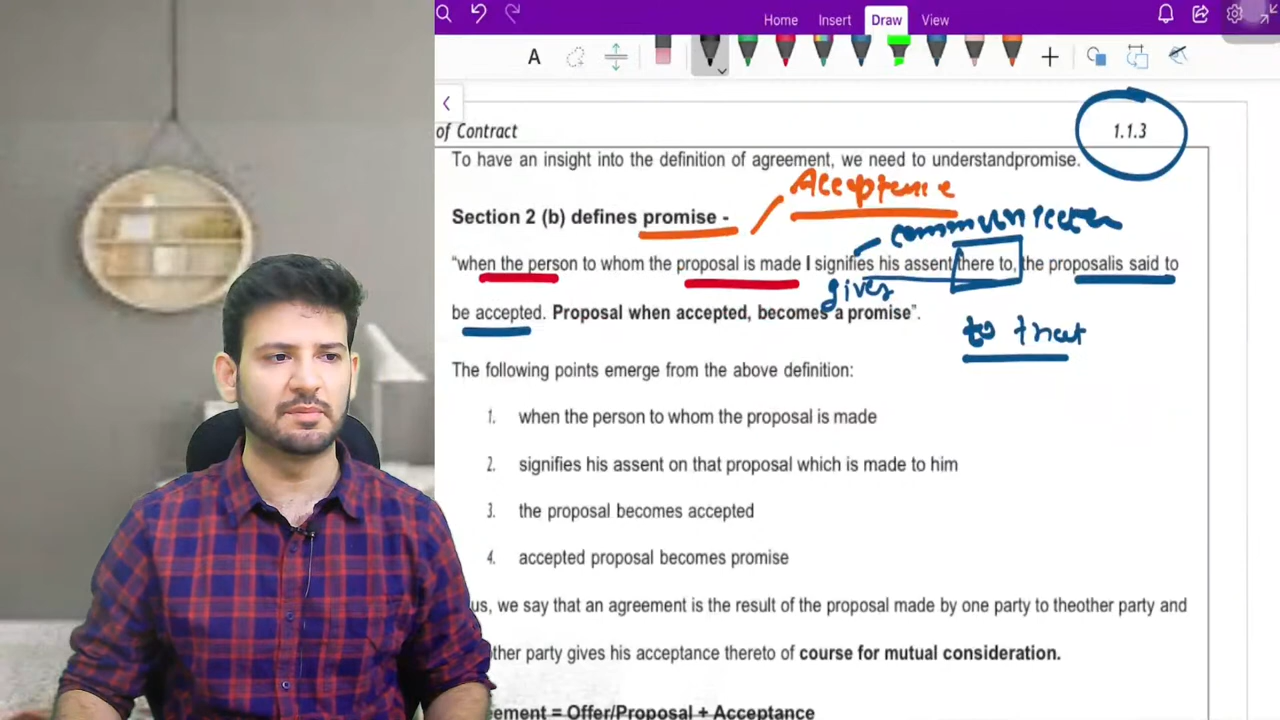 Home Insert Draw View
A
of Contract 1.1.3
To have an insight into the definition of agreement, we need to understandpromise.
Acceptance
Section 2 (b) defines promise -
"when the person to whom the proposal is made I signifies his assent there to, the proposalis said to
gives
be accepted. Proposal when accepted, becomes a promise".
to that
The following points emerge from the above definition:
1. when the person to whom the proposal is made
2. signifies his assent on that proposal which is made to him
3. the proposal becomes accepted
4. accepted proposal becomes promise
us, we say that an agreement is the result of the proposal made by one party to theother party and
ther party gives his acceptance thereto of course for mutual consideration.
eement = Offer/Proposal + Acceptance